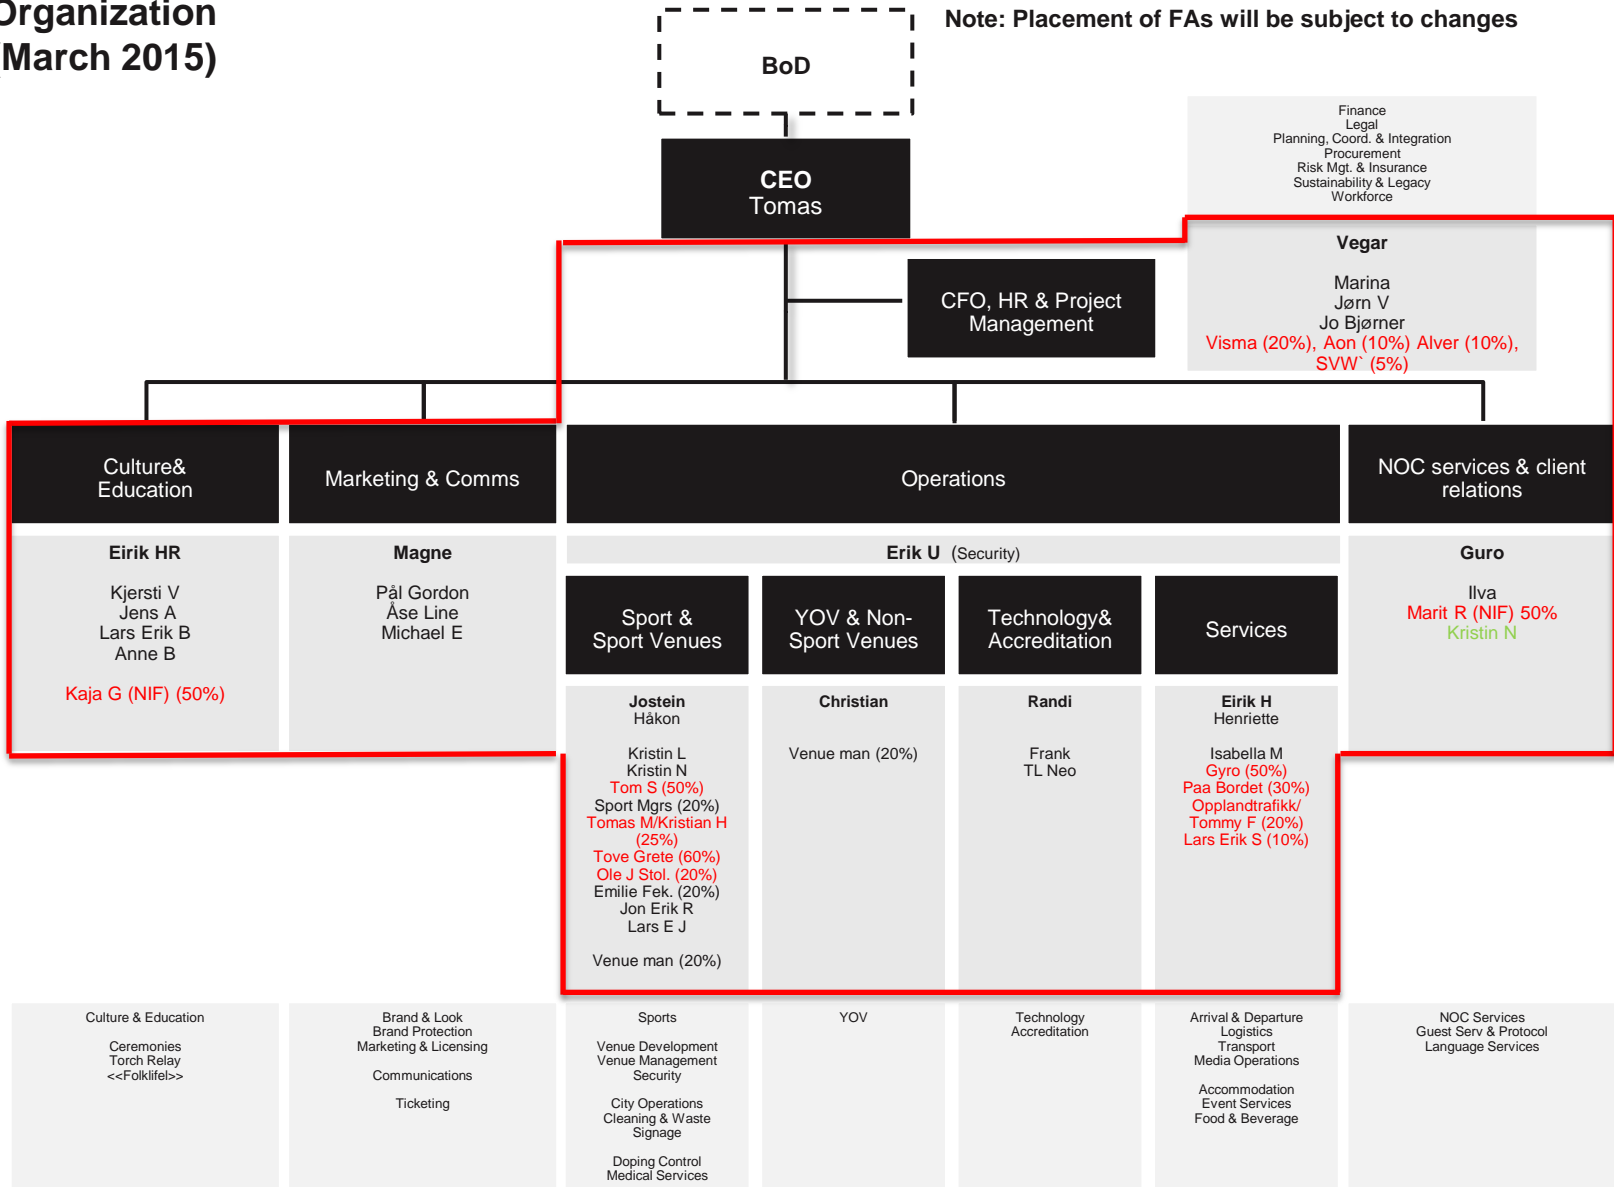 Organization
(March 2015)
Note: Placement of FAs will be subject to changes
BoD
CEO
Tomas
Finance
Legal
Planning, Coord. & Integration
Procurement
Risk Mgt. & Insurance
Sustainability & Legacy
Workforce
CFO, HR & Project
Management
Vegar
Marina
Jørn V
Jo Bjørner
Visma (20%), Aon (10%) Alver (10%),
SVW` (5%)
Culture&
Education
Marketing & Comms
Operations
NOC services & client
relations
Eirik HR
Kjersti V
Jens A
Lars Erik B
Anne B
Kaja G (NIF) (50%)
Magne
Pål Gordon
Åse Line
Michael E
Erik U (Security)
Guro
Ilva
Marit R (NIF) 50%
Kristin N
Sport &
Sport Venues
YOV & Non-
Sport Venues
Technology&
Accreditation
Services
Jostein
Håkon
Kristin L
Kristin N
Tom S (50%)
Sport Mgrs (20%)
Tomas M/Kristian H
(25%)
Tove Grete (60%)
Ole J Stol. (20%)
Emilie Fek. (20%)
Jon Erik R
Lars E J
Venue man (20%)
Christian
Venue man (20%)
Randi
Frank
TL Neo
Eirik H
Henriette
Isabella M
Gyro (50%)
Paa Bordet (30%)
Opplandtrafikk/
Tommy F (20%)
Lars Erik S (10%)
Culture & Education
Ceremonies
Torch Relay
<<Folklifel>>
Brand & Look
Brand Protection
Marketing & Licensing
Communications
Ticketing
Sports
Venue Development
Venue Management
Security
City Operations
Cleaning & Waste
Signage
Doping Control
Medical Services
YOV
Technology
Accreditation
Arrival & Departure
Logistics
Transport
Media Operations
Accommodation
Event Services
Food & Beverage
NOC Services
Guest Serv & Protocol
Language Services